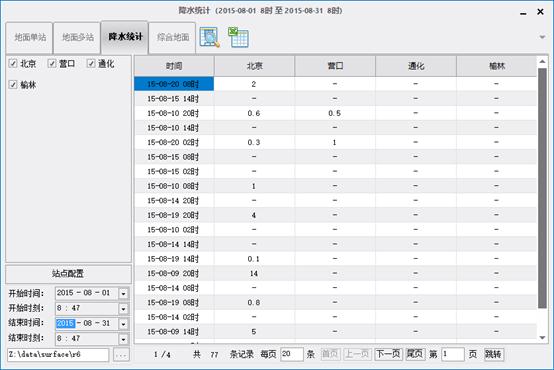 降水统计 (2015-08-01 8时 至 2015-08-31 8时)
地面单站 地面多站 降水统计 综合地面
北京 营口 通化
榆林
时间 北京 营口 通化 榆林
15-08-20 08时 2 - - -
15-08-15 14时 - - - -
15-08-10 20时 0.6 0.5 - -
15-08-10 14时 - - - -
15-08-20 02时 0.3 1 - -
15-08-15 08时 - - - -
15-08-15 02时 - - - -
15-08-10 08时 1 - - -
15-08-14 20时 - - - -
15-08-19 20时 4 - - -
15-08-10 02时 - - - -
15-08-14 14时 - - - -
15-08-19 14时 0.1 - - -
15-08-09 20时 14 - - -
15-08-14 08时 - - - -
15-08-19 08时 0.8 - - -
15-08-14 02时 - - - -
15-08-09 14时 5 - - -
站点配置
开始时间: 2015-08-01
开始时刻: 8 : 47
结束时间: 2015-08-31
结束时刻: 8 : 47
Z:\data\surface\r6 ...
1 /4 共 77 条记录 每页 20 条 首页 上一页 下一页 尾页 第 1 页 跳转